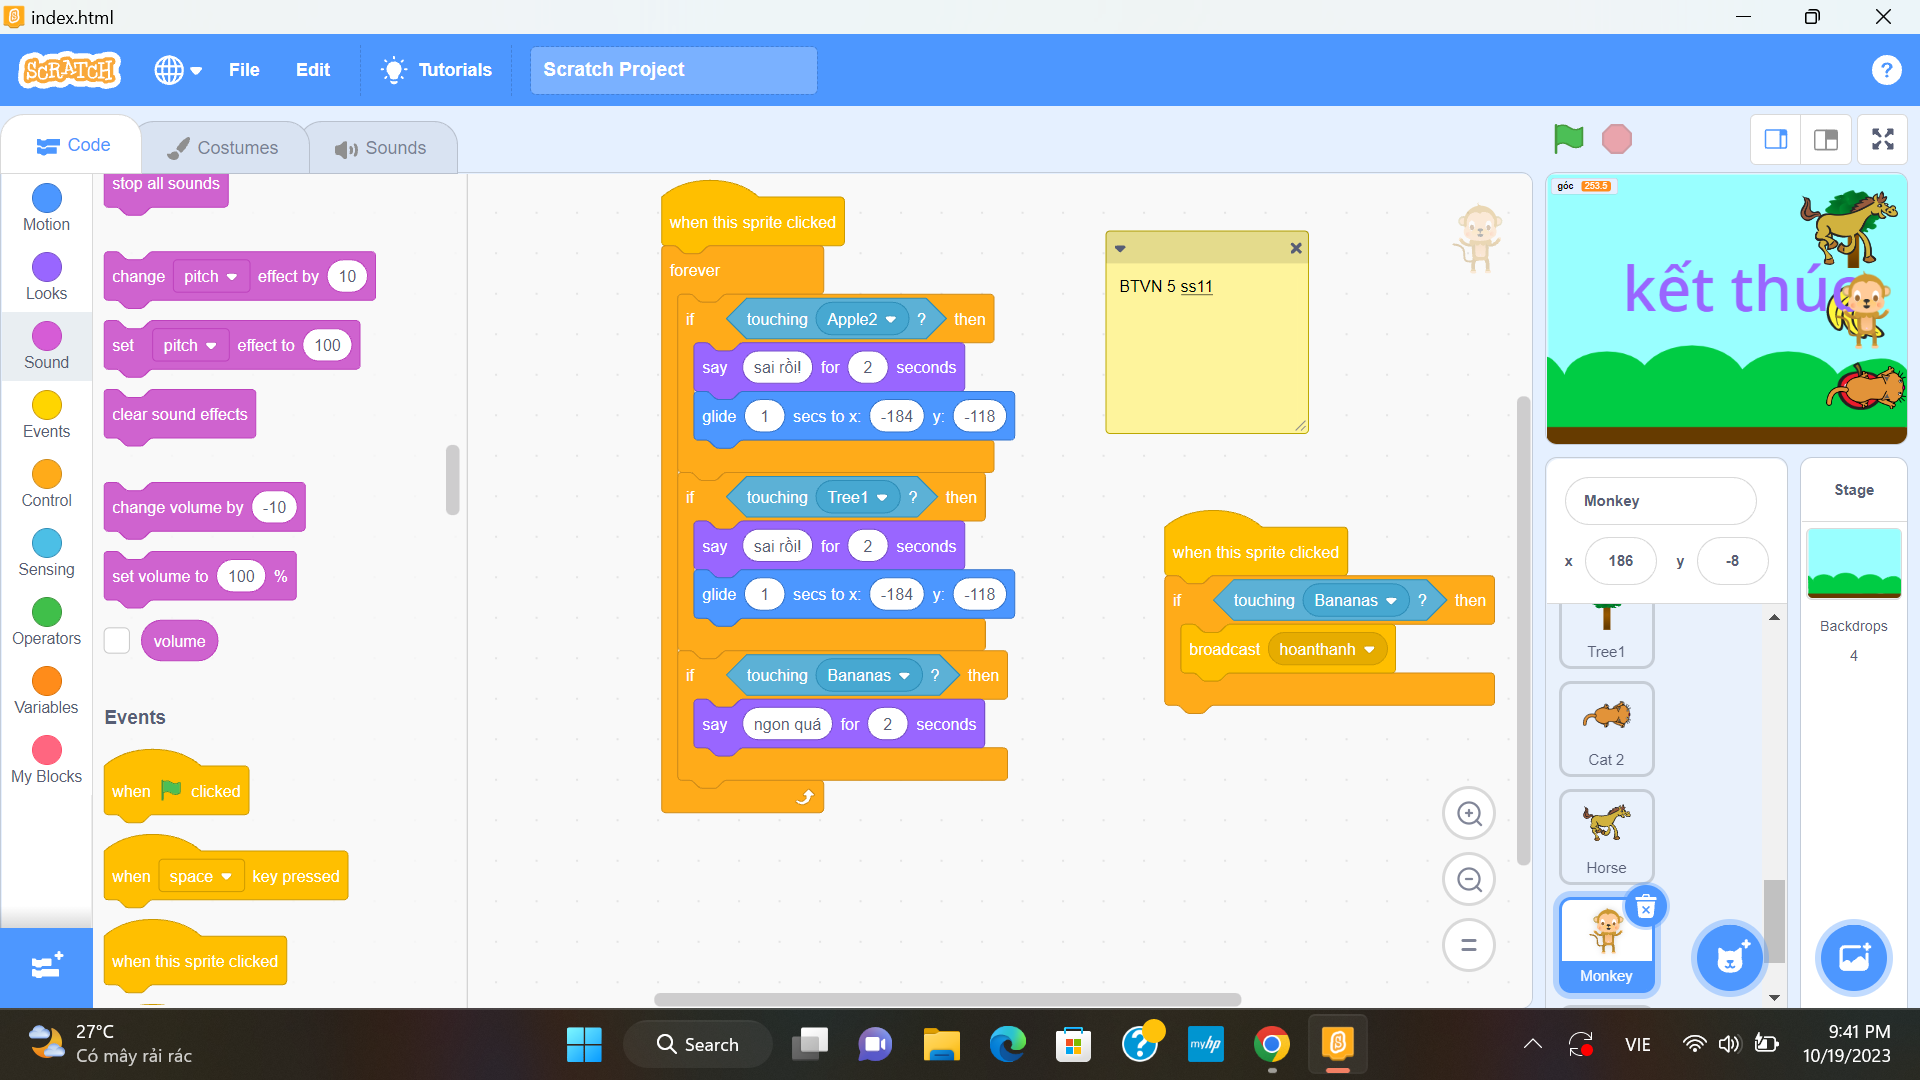 index.html
SCRATCH
File
Edit
Tutorials
Scratch Project
?
Code
Costumes
Sounds
Motion
Looks
Sound
Events
Control
Sensing
Operators
Variables
My Blocks
stop all sounds
change pitch effect by 10
set pitch effect to 100
clear sound effects
change volume by -10
set volume to 100 %
volume
Events
when clicked
when space key pressed
when this sprite clicked
when this sprite clicked
forever
if touching Apple2 ? then
say sai rồi! for 2 seconds
glide 1 secs to x: -184 y: -118
if touching Tree1 ? then
say sai rồi! for 2 seconds
glide 1 secs to x: -184 y: -118
if touching Bananas ? then
say ngon quá for 2 seconds
BTVN 5 ss11
when this sprite clicked
if touching Bananas ? then
broadcast hoanthanh
góc 253.5
kết thúc
Monkey
x 186 y -8
Tree1
Cat 2
Horse
Monkey
Stage
Backdrops
4
27°C
Có mây rải rác
Search
myhp
VIE
9:41 PM
10/19/2023